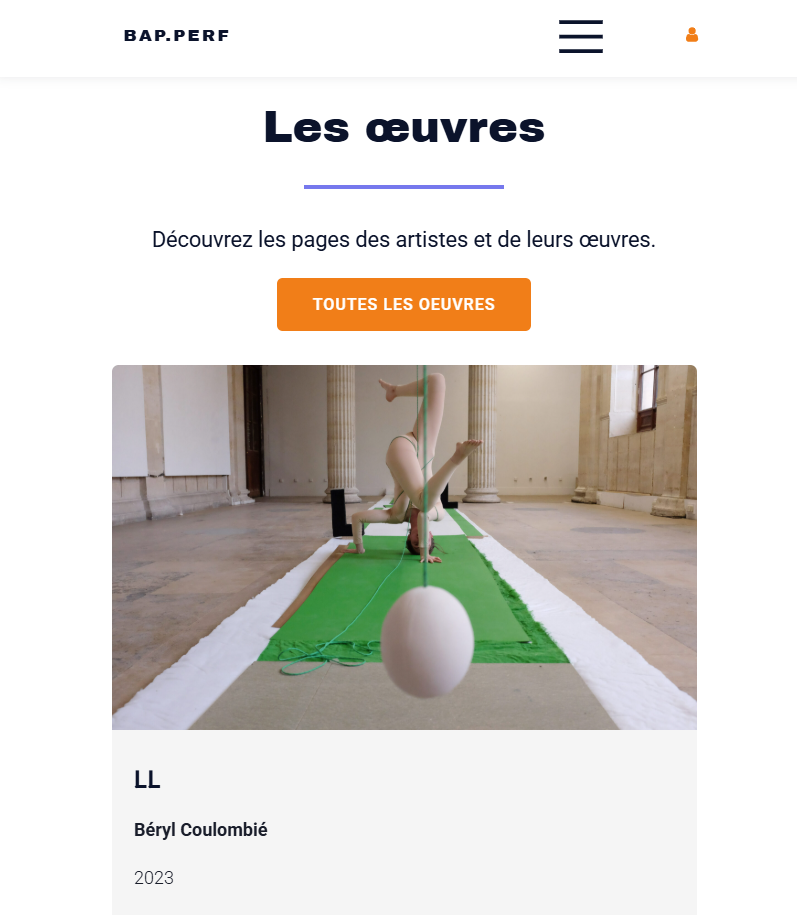 BAP.PERF
Les œuvres
Découvrez les pages des artistes et de leurs œuvres.
TOUTES LES OEUVRES
LL
Béryl Coulombié
2023